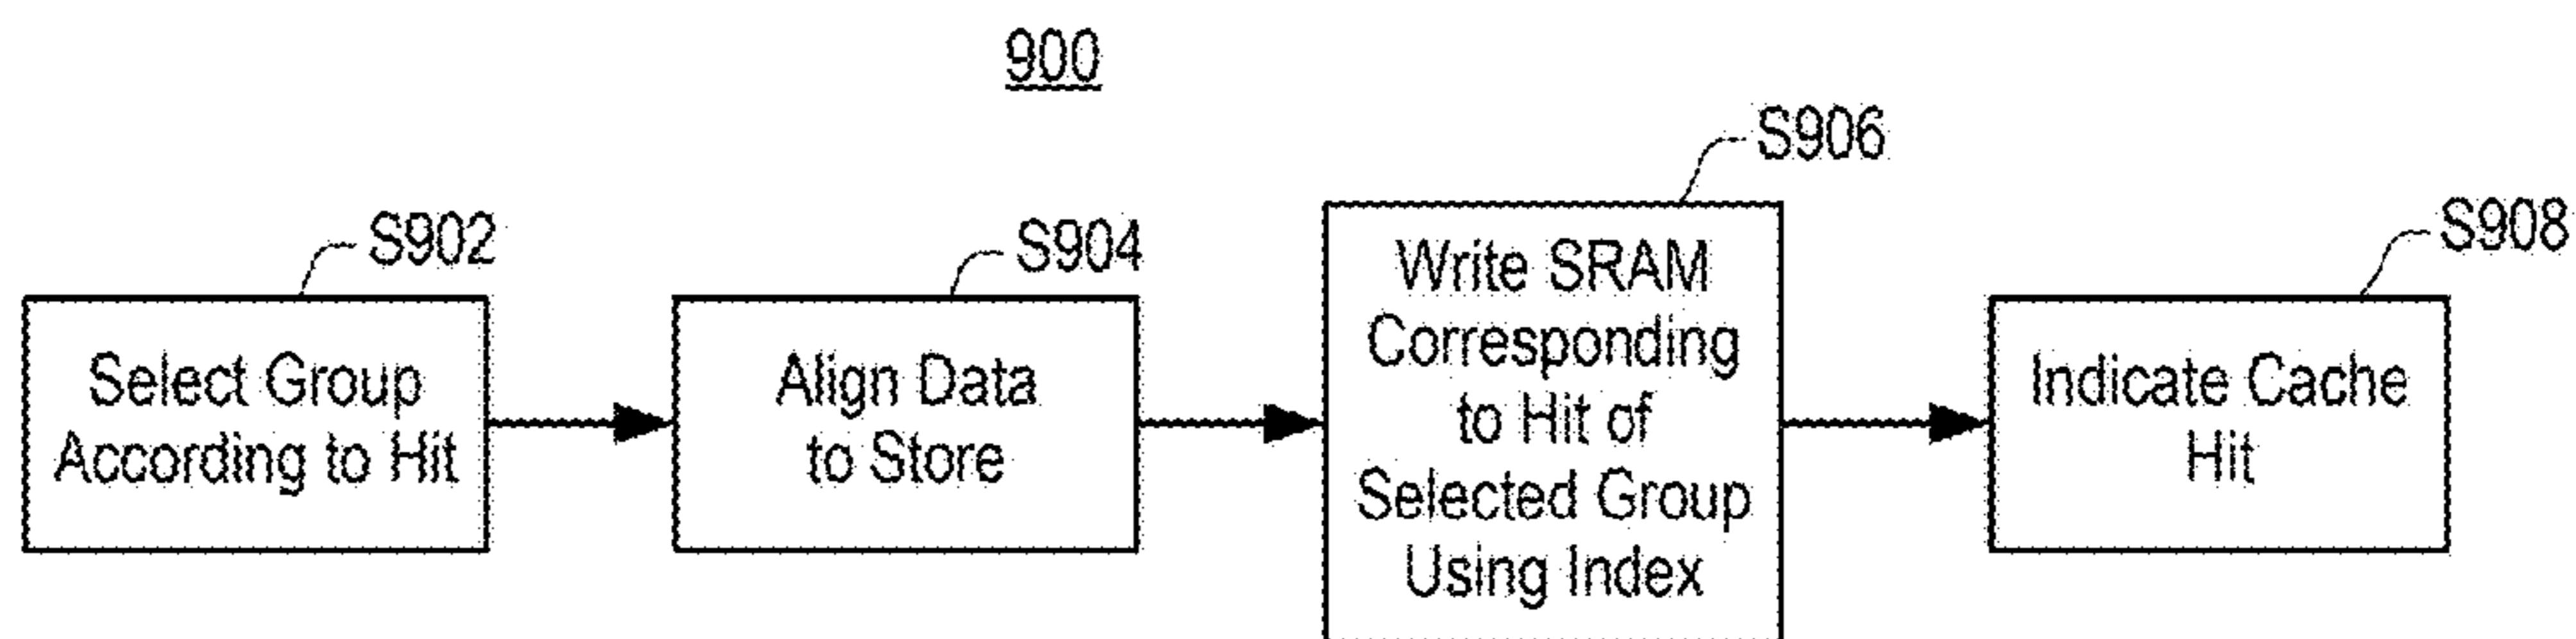 900
S902
Select Group
According to Hit
S904
Align Data
to Store
S906
Write SRAM
Corresponding
to Hit of
Selected Group
Using Index
S908
Indicate Cache
Hit